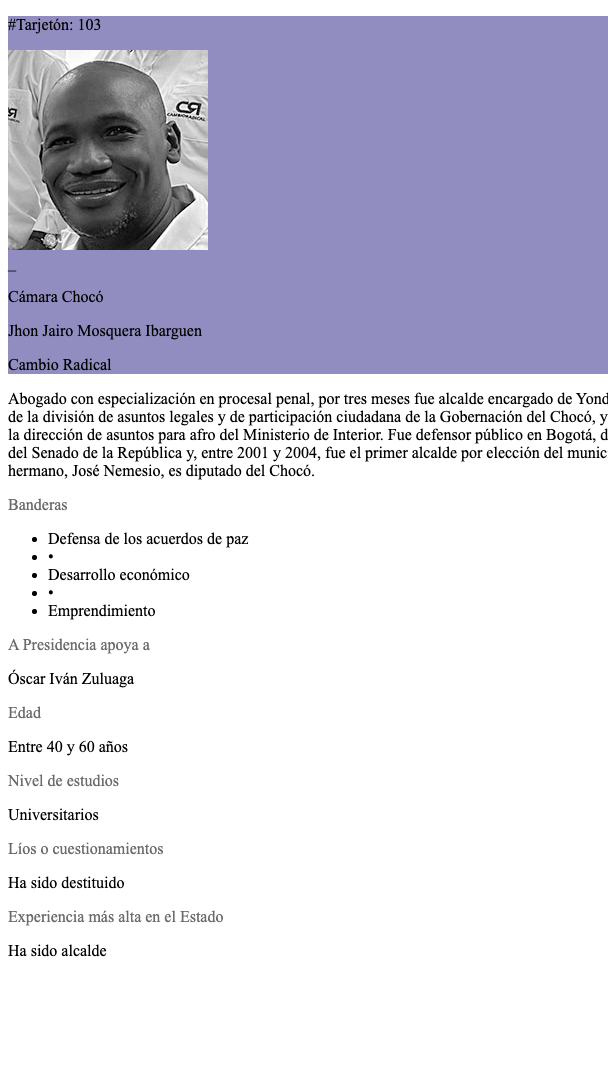 #Tarjetón: 103
CЯ
CAMBIO RADICAL
_
Cámara Chocó
Jhon Jairo Mosquera Ibarguen
Cambio Radical
Abogado con especialización en procesal penal, por tres meses fue alcalde encargado de Yond
de la división de asuntos legales y de participación ciudadana de la Gobernación del Chocó, y
la dirección de asuntos para afro del Ministerio de Interior. Fue defensor público en Bogotá, d
del Senado de la República y, entre 2001 y 2004, fue el primer alcalde por elección del munic
hermano, José Nemesio, es diputado del Chocó.
Banderas
• Defensa de los acuerdos de paz
• •
• Desarrollo económico
• •
• Emprendimiento
A Presidencia apoya a
Óscar Iván Zuluaga
Edad
Entre 40 y 60 años
Nivel de estudios
Universitarios
Líos o cuestionamientos
Ha sido destituido
Experiencia más alta en el Estado
Ha sido alcalde